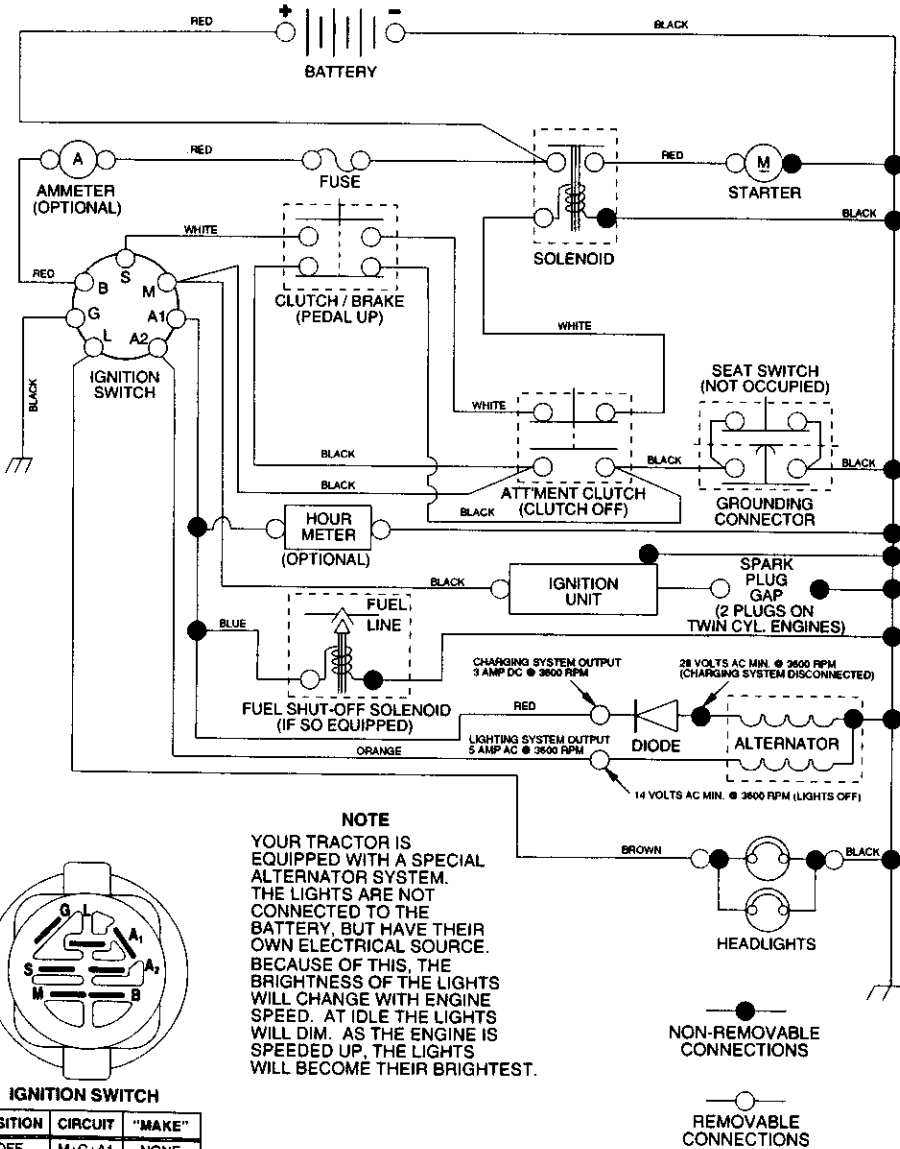 + -
RED
BLACK
BATTERY
A
RED
FUSE
RED
M
STARTER
AMMETER
(OPTIONAL)
BLACK
SOLENOID
WHITE
CLUTCH / BRAKE
(PEDAL UP)
RED
S
B
M
G
A1
L
A2
IGNITION
SWITCH
BLACK
WHITE
SEAT SWITCH
(NOT OCCUPIED)
WHITE
BLACK
BLACK
BLACK
BLACK
BLACK
ATT'MENT CLUTCH
(CLUTCH OFF)
GROUNDING
CONNECTOR
HOUR
METER
(OPTIONAL)
BLACK
IGNITION
UNIT
SPARK
PLUG
GAP
(2 PLUGS ON
TWIN CYL. ENGINES)
BLUE
FUEL
LINE
FUEL SHUT-OFF SOLENOID
(IF SO EQUIPPED)
CHARGING SYSTEM OUTPUT
3 AMP DC @ 3600 RPM
28 VOLTS AC MIN. @ 3600 RPM
(CHARGING SYSTEM DISCONNECTED)
RED
DIODE
ALTERNATOR
ORANGE
LIGHTING SYSTEM OUTPUT
5 AMP AC @ 3600 RPM
14 VOLTS AC MIN. @ 3600 RPM (LIGHTS OFF)
BROWN
BLACK
HEADLIGHTS
NOTE
YOUR TRACTOR IS
EQUIPPED WITH A SPECIAL
ALTERNATOR SYSTEM.
THE LIGHTS ARE NOT
CONNECTED TO THE
BATTERY, BUT HAVE THEIR
OWN ELECTRICAL SOURCE.
BECAUSE OF THIS, THE
BRIGHTNESS OF THE LIGHTS
WILL CHANGE WITH ENGINE
SPEED. AT IDLE THE LIGHTS
WILL DIM. AS THE ENGINE IS
SPEEDED UP, THE LIGHTS
WILL BECOME THEIR BRIGHTEST.
G L
A1
S
A2
M
B
IGNITION SWITCH
SITION CIRCUIT "MAKE"
NON-REMOVABLE
CONNECTIONS
REMOVABLE
CONNECTIONS